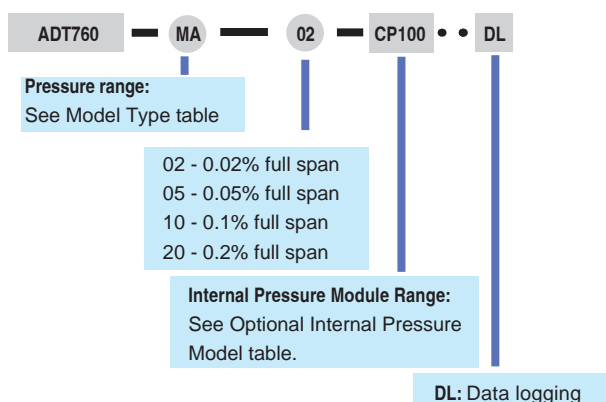 ADT760 — MA — 02 — CP100 • • DL
Pressure range:
See Model Type table
02 - 0.02% full span
05 - 0.05% full span
10 - 0.1% full span
20 - 0.2% full span
Internal Pressure Module Range:
See Optional Internal Pressure
Model table.
DL: Data logging